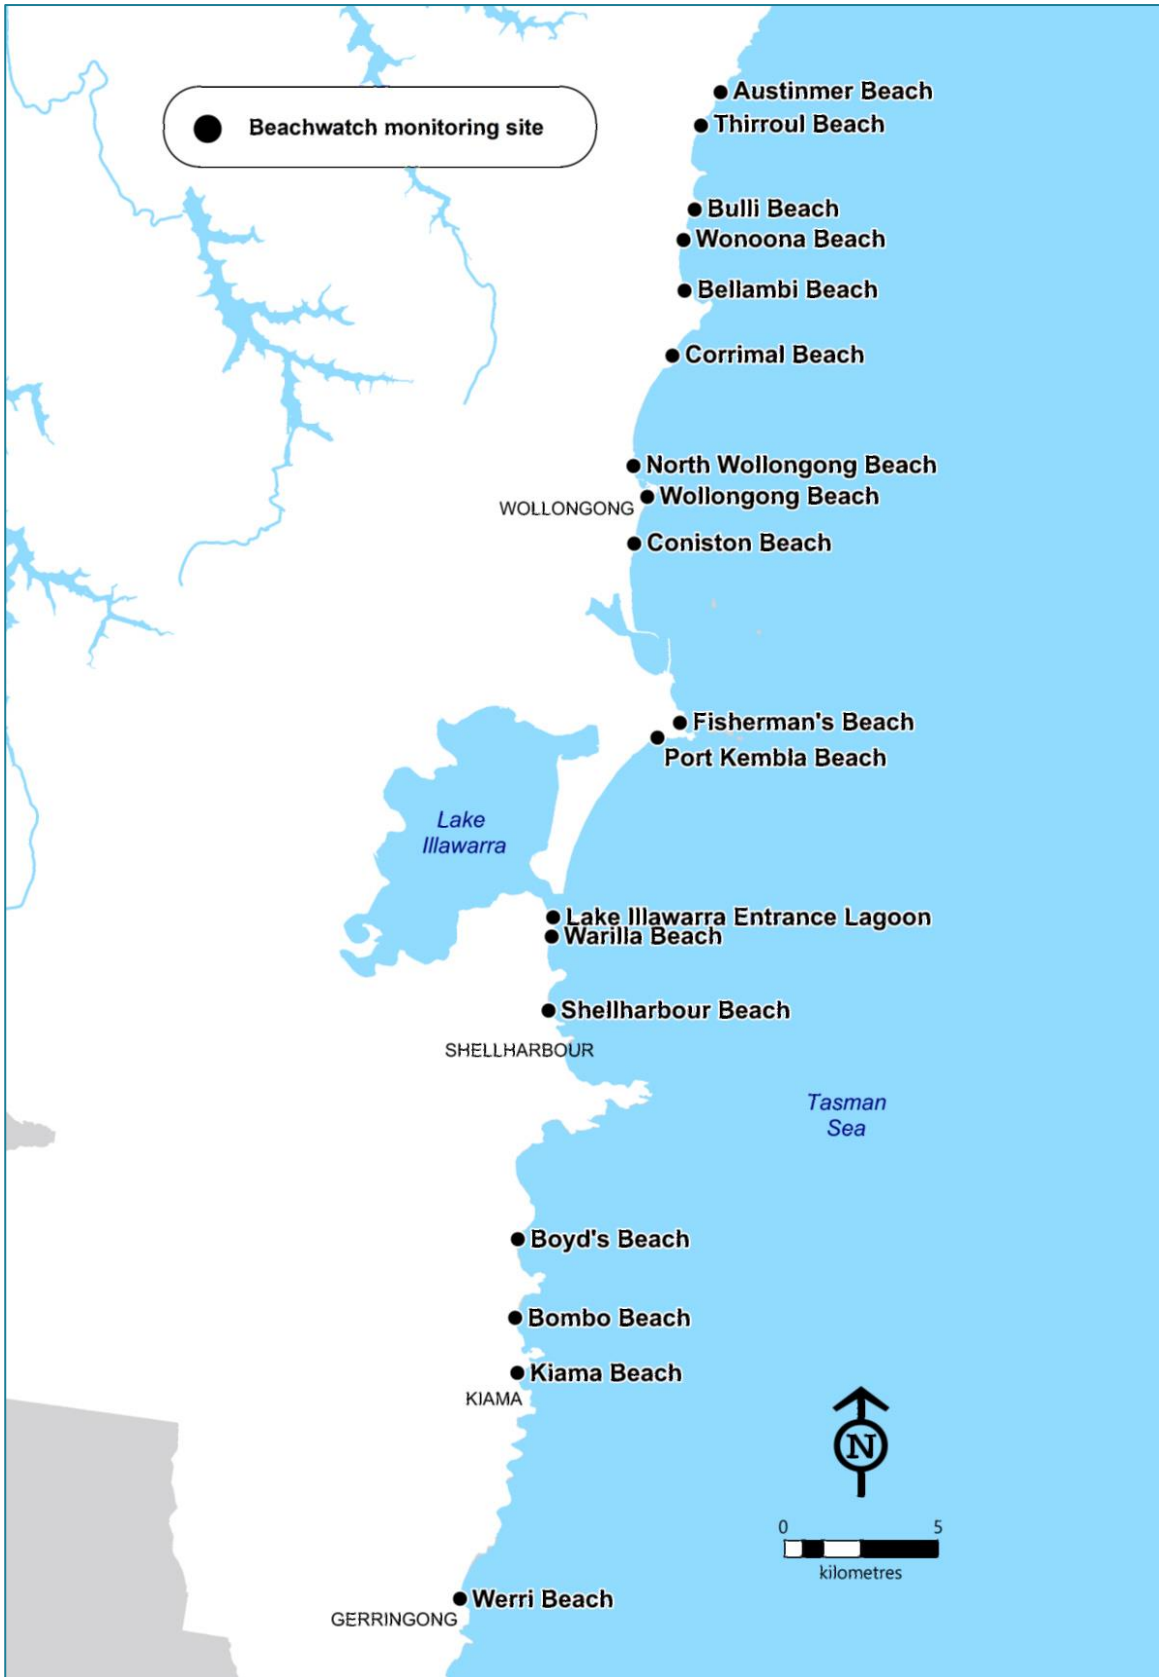 Austinmer Beach
Beachwatch monitoring site
Thirroul Beach
Bulli Beach
Wonoona Beach
Bellambi Beach
Corrimal Beach
North Wollongong Beach
Wollongong Beach
WOLLONGONG
Coniston Beach
Fisherman's Beach
Port Kembla Beach
Lake
Illawarra
Lake Illawarra Entrance Lagoon
Warilla Beach
Shellharbour Beach
SHELLHARBOUR
Tasman
Sea
Boyd's Beach
Bombo Beach
Kiama Beach
KIAMA
N
0 5
kilometres
Werri Beach
GERRINGONG